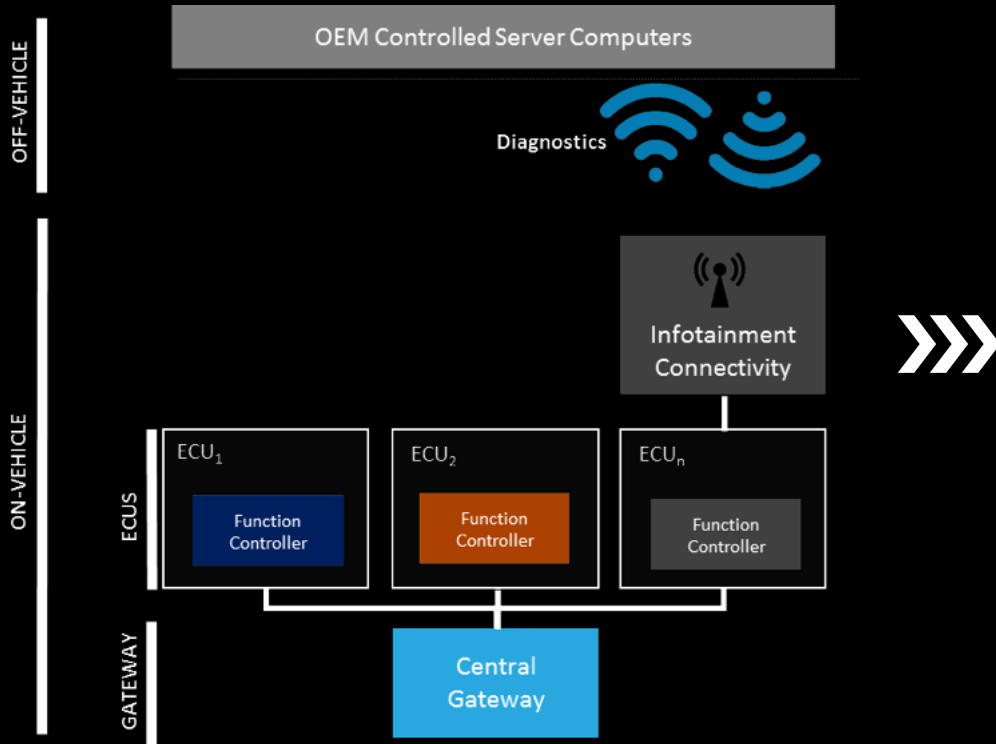 OFF-VEHICLE
OEM Controlled Server Computers
Diagnostics
ON-VEHICLE
Infotainment
Connectivity
ECUS
ECU₁
Function
Controller
ECU₂
Function
Controller
ECUₙ
Function
Controller
GATEWAY
Central
Gateway